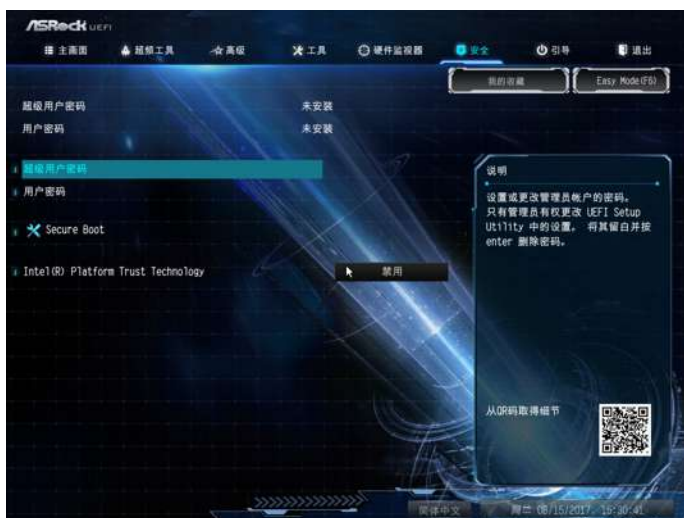 ASRock UEFI
主画面 超频工具 高级 工具 硬件监视器 安全 引导 退出
我的收藏 Easy Mode(F6)
超级用户密码 未安装
用户密码 未安装
超级用户密码
用户密码
Secure Boot
Intel(R) Platform Trust Technology 禁用
说明
设置或更改管理员帐户的密码。
只有管理员有权更改 UEFI Setup
Utility 中的设置。 将其留白并按
enter 删除密码。
从QR码取得细节
简体中文 周二 08/15/2017, 16:30:41